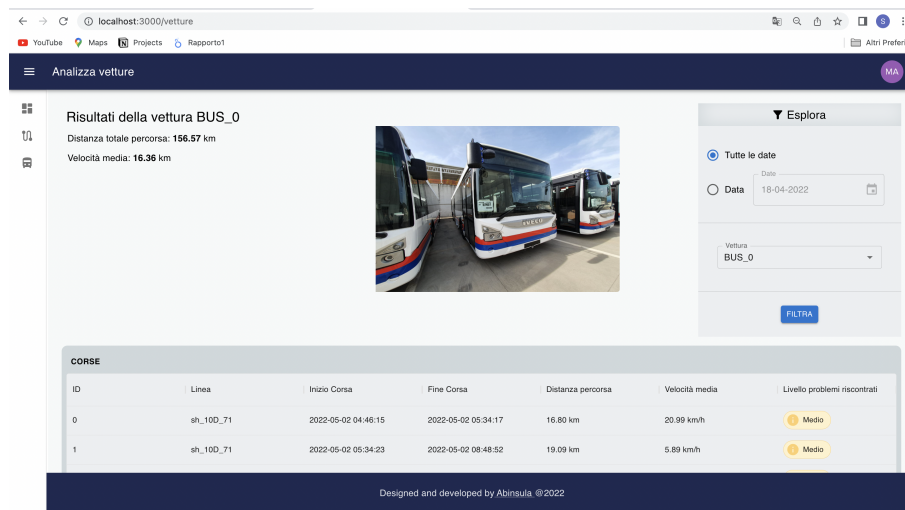 localhost:3000/vetture
YouTube Maps Projects Rapporto1 Altri Preferi
S
Analizza vetture
MA
Risultati della vettura BUS_0
Distanza totale percorsa: 156.57 km
Velocità media: 16.36 km
IVECO
Esplora
Tutte le date
Data
Date
18-04-2022
Vettura
BUS_0
FILTRA
CORSE
ID Linea Inizio Corsa Fine Corsa Distanza percorsa Velocità media Livello problemi riscontrati
0 sh_10D_71 2022-05-02 04:46:15 2022-05-02 05:34:17 16.80 km 20.99 km/h Medio
1 sh_10D_71 2022-05-02 05:34:23 2022-05-02 08:48:52 19.09 km 5.89 km/h Medio
Designed and developed by Abinsula @2022